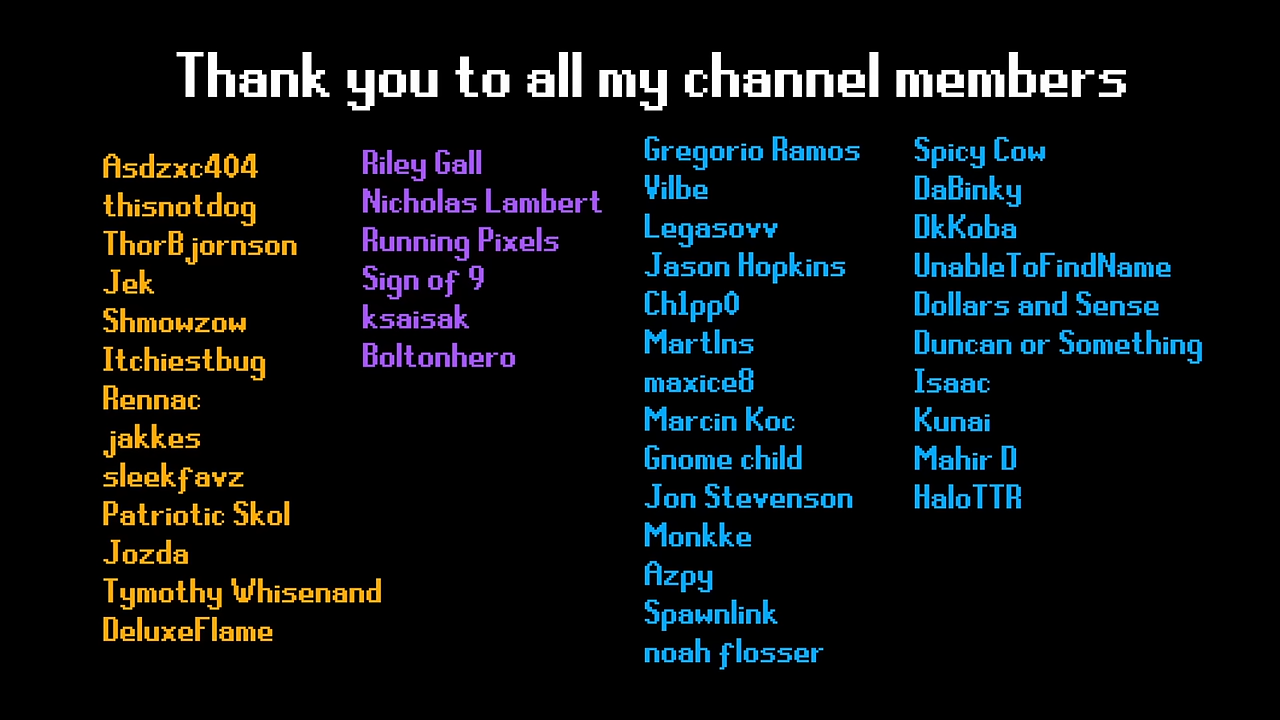 Thank you to all my channel members
Asdzxc404
thisnotdog
ThorBjornson
Jek
Shmowzow
Itchiestbug
Rennac
jakkes
sleekfavz
Patriotic Skol
Jozda
Tymothy Whisenand
DeluxeFlame
Riley Gall
Nicholas Lambert
Running Pixels
Sign of 9
ksaisak
Boltonhero
Gregorio Ramos
Vilbe
Legasovv
Jason Hopkins
Ch1pp0
MartIns
maxice8
Marcin Koc
Gnome child
Jon Stevenson
Monkke
Azpy
Spawnlink
noah flosser
Spicy Cow
DaBinky
DkKoba
UnableToFindName
Dollars and Sense
Duncan or Something
Isaac
Kunai
Mahir D
HaloTTR